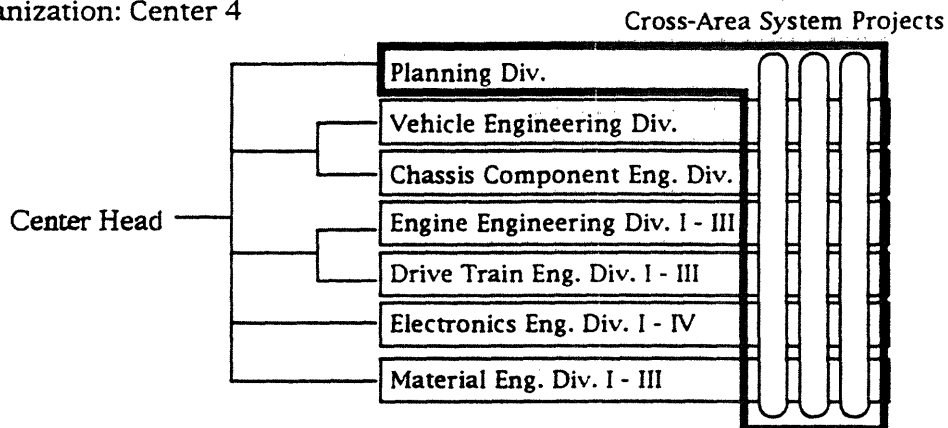 anization: Center 4
Cross-Area System Projects
Planning Div.
Vehicle Engineering Div.
Chassis Component Eng. Div.
Center Head
Engine Engineering Div. I - III
Drive Train Eng. Div. I - III
Electronics Eng. Div. I - IV
Material Eng. Div. I - III